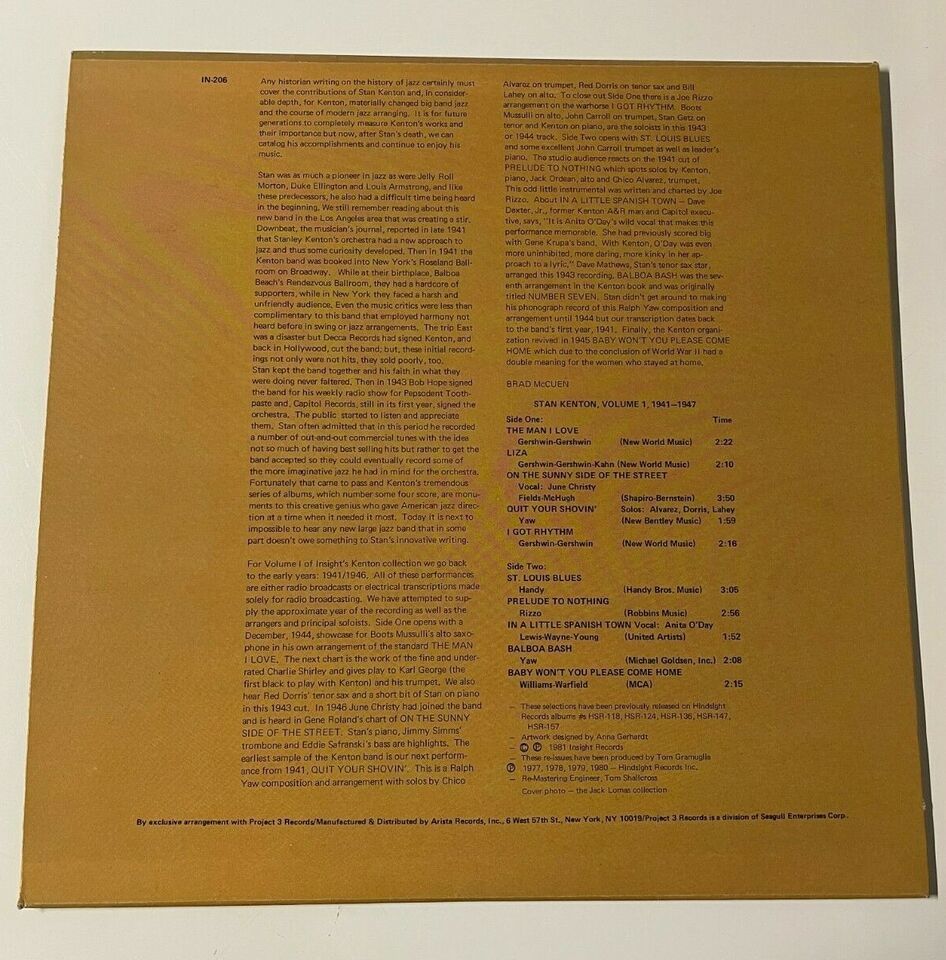 IN-206
Any historian writing on the history of jazz certainly must
cover the contributions of Stan Kenton and, in consider-
able depth, for Kenton, materially changed big band jazz
and the course of modern jazz arranging. It is for future
generations to completely measure Kenton's works and
their importance but now, after Stan's death, we can
catalog his accomplishments and continue to enjoy his
music.
Stan was as much a pioneer in jazz as were Jelly Roll
Morton, Duke Ellington and Louis Armstrong, and like
these predecessors, he also had a difficult time being heard
in the beginning. We still remember reading about this
new band in the Los Angeles area that was creating a stir.
Downbeat, the musician's journal, reported in late 1941
that Stanley Kenton's orchestra had a new approach to
jazz and thus some curiosity developed. Then in 1941 the
Kenton band was booked into New York's Roseland Ball-
room on Broadway. While at their birthplace, Balboa
Beach's Rendezvous Ballroom, they had a hardcore of
supporters, while in New York they faced a harsh and
unfriendly audience. Even the music critics were less than
complimentary to this band that employed harmony not
heard before in swing or jazz arrangements. The trip East
was a disaster but Decca Records had signed Kenton, and
back in Hollywood, cut the band; but, these initial record-
ings not only were not hits, they sold poorly, too.
Stan kept the band together and his faith in what they
were doing never faltered. Then in 1943 Bob Hope signed
the band for his weekly radio show for Pepsodent Tooth-
paste and, Capitol Records, still in its first year, signed the
orchestra. The public started to listen and appreciate
them. Stan often admitted that in this period he recorded
a number of out-and-out commercial tunes with the idea
not so much of having best selling hits but rather to get the
band accepted so they could eventually record some of
the more imaginative jazz he had in mind for the orchestra.
Fortunately that came to pass and Kenton's tremendous
series of albums, which number some four score, are monu-
ments to this creative genius who gave American jazz direc-
tion at a time when it needed it most. Today it is next to
impossible to hear any new large jazz band that in some
part doesn't owe something to Stan's innovative writing.
For Volume I of Insight's Kenton collection we go back
to the early years: 1941/1946. All of these performances
are either radio broadcasts or electrical transcriptions made
solely for radio broadcasting. We have attempted to sup-
ply the approximate year of the recording as well as the
arrangers and principal soloists. Side One opens with a
December, 1944, showcase for Boots Mussulli's alto saxo-
phone in his own arrangement of the standard THE MAN
I LOVE. The next chart is the work of the fine and under-
rated Charlie Shirley and gives play to Karl George (the
first black to play with Kenton) and his trumpet. We also
hear Red Dorris' tenor sax and a short bit of Stan on piano
in this 1943 cut. In 1946 June Christy had joined the band
and is heard in Gene Roland's chart of ON THE SUNNY
SIDE OF THE STREET. Stan's piano, Jimmy Simms'
trombone and Eddie Safranski's bass are highlights. The
earliest sample of the Kenton band is our next perform-
ance from 1941, QUIT YOUR SHOVIN'. This is a Ralph
Yaw composition and arrangement with solos by Chico
Alvarez on trumpet, Red Dorris on tenor sax and Bill
Lahey on alto. To close out Side One there is a Joe Rizzo
arrangement on the warhorse I GOT RHYTHM. Boots
Mussulli on alto, John Carroll on trumpet, Stan Getz on
tenor and Kenton on piano, are the soloists in this 1943
or 1944 track. Side Two opens with ST. LOUIS BLUES
and some excellent John Carroll trumpet as well as leader's
piano. The studio audience reacts on the 1941 cut of
PRELUDE TO NOTHING which spots solos by Kenton,
piano, Jack Ordean, alto and Chico Alvarez, trumpet.
This odd little instrumental was written and charted by Joe
Rizzo. About IN A LITTLE SPANISH TOWN — Dave
Dexter, Jr., former Kenton A&R man and Capitol execu-
tive, says, "It is Anita O'Day's wild vocal that makes this
performance memorable. She had previously scored big
with Gene Krupa's band. With Kenton, O'Day was even
more uninhibited, more daring, more kinky in her ap-
proach to a lyric." Dave Mathews, Stan's tenor sax star,
arranged this 1943 recording. BALBOA BASH was the sev-
enth arrangement in the Kenton book and was originally
titled NUMBER SEVEN. Stan didn't get around to making
his phonograph record of this Ralph Yaw composition and
arrangement until 1944 but our transcription dates back
to the band's first year, 1941. Finally, the Kenton organi-
zation revived in 1945 BABY WON'T YOU PLEASE COME
HOME which due to the conclusion of World War II had a
double meaning for the women who stayed at home.
BRAD McCUEN
STAN KENTON, VOLUME 1, 1941–1947
Side One: Time
THE MAN I LOVE
Gershwin-Gershwin (New World Music) 2:22
LIZA
Gershwin-Gershwin-Kahn (New World Music) 2:10
ON THE SUNNY SIDE OF THE STREET
Vocal: June Christy
Fields-McHugh (Shapiro-Bernstein) 3:50
QUIT YOUR SHOVIN' Solos: Alvarez, Dorris, Lahey
Yaw (New Bentley Music) 1:59
I GOT RHYTHM
Gershwin-Gershwin (New World Music) 2:16
Side Two:
ST. LOUIS BLUES
Handy (Handy Bros. Music) 3:05
PRELUDE TO NOTHING
Rizzo (Robbins Music) 2:56
IN A LITTLE SPANISH TOWN Vocal: Anita O'Day
Lewis-Wayne-Young (United Artists) 1:52
BALBOA BASH
Yaw (Michael Goldsen, Inc.) 2:08
BABY WON'T YOU PLEASE COME HOME
Williams-Warfield (MCA) 2:15
— These selections have been previously released on Hindsight
Records albums #s HSR-118, HSR-124, HSR-136, HSR-147,
HSR-157
— Artwork designed by Anna Gerhardt
— © ℗ 1981 Insight Records
— These re-issues have been produced by Tom Gramuglia
℗ 1977, 1978, 1979, 1980 — Hindsight Records Inc.
— Re-Mastering Engineer, Tom Shallcross
Cover photo — the Jack Lomas collection
By exclusive arrangement with Project 3 Records/Manufactured & Distributed by Arista Records, Inc., 6 West 57th St., New York, NY 10019/Project 3 Records is a division of Seagull Enterprises Corp.